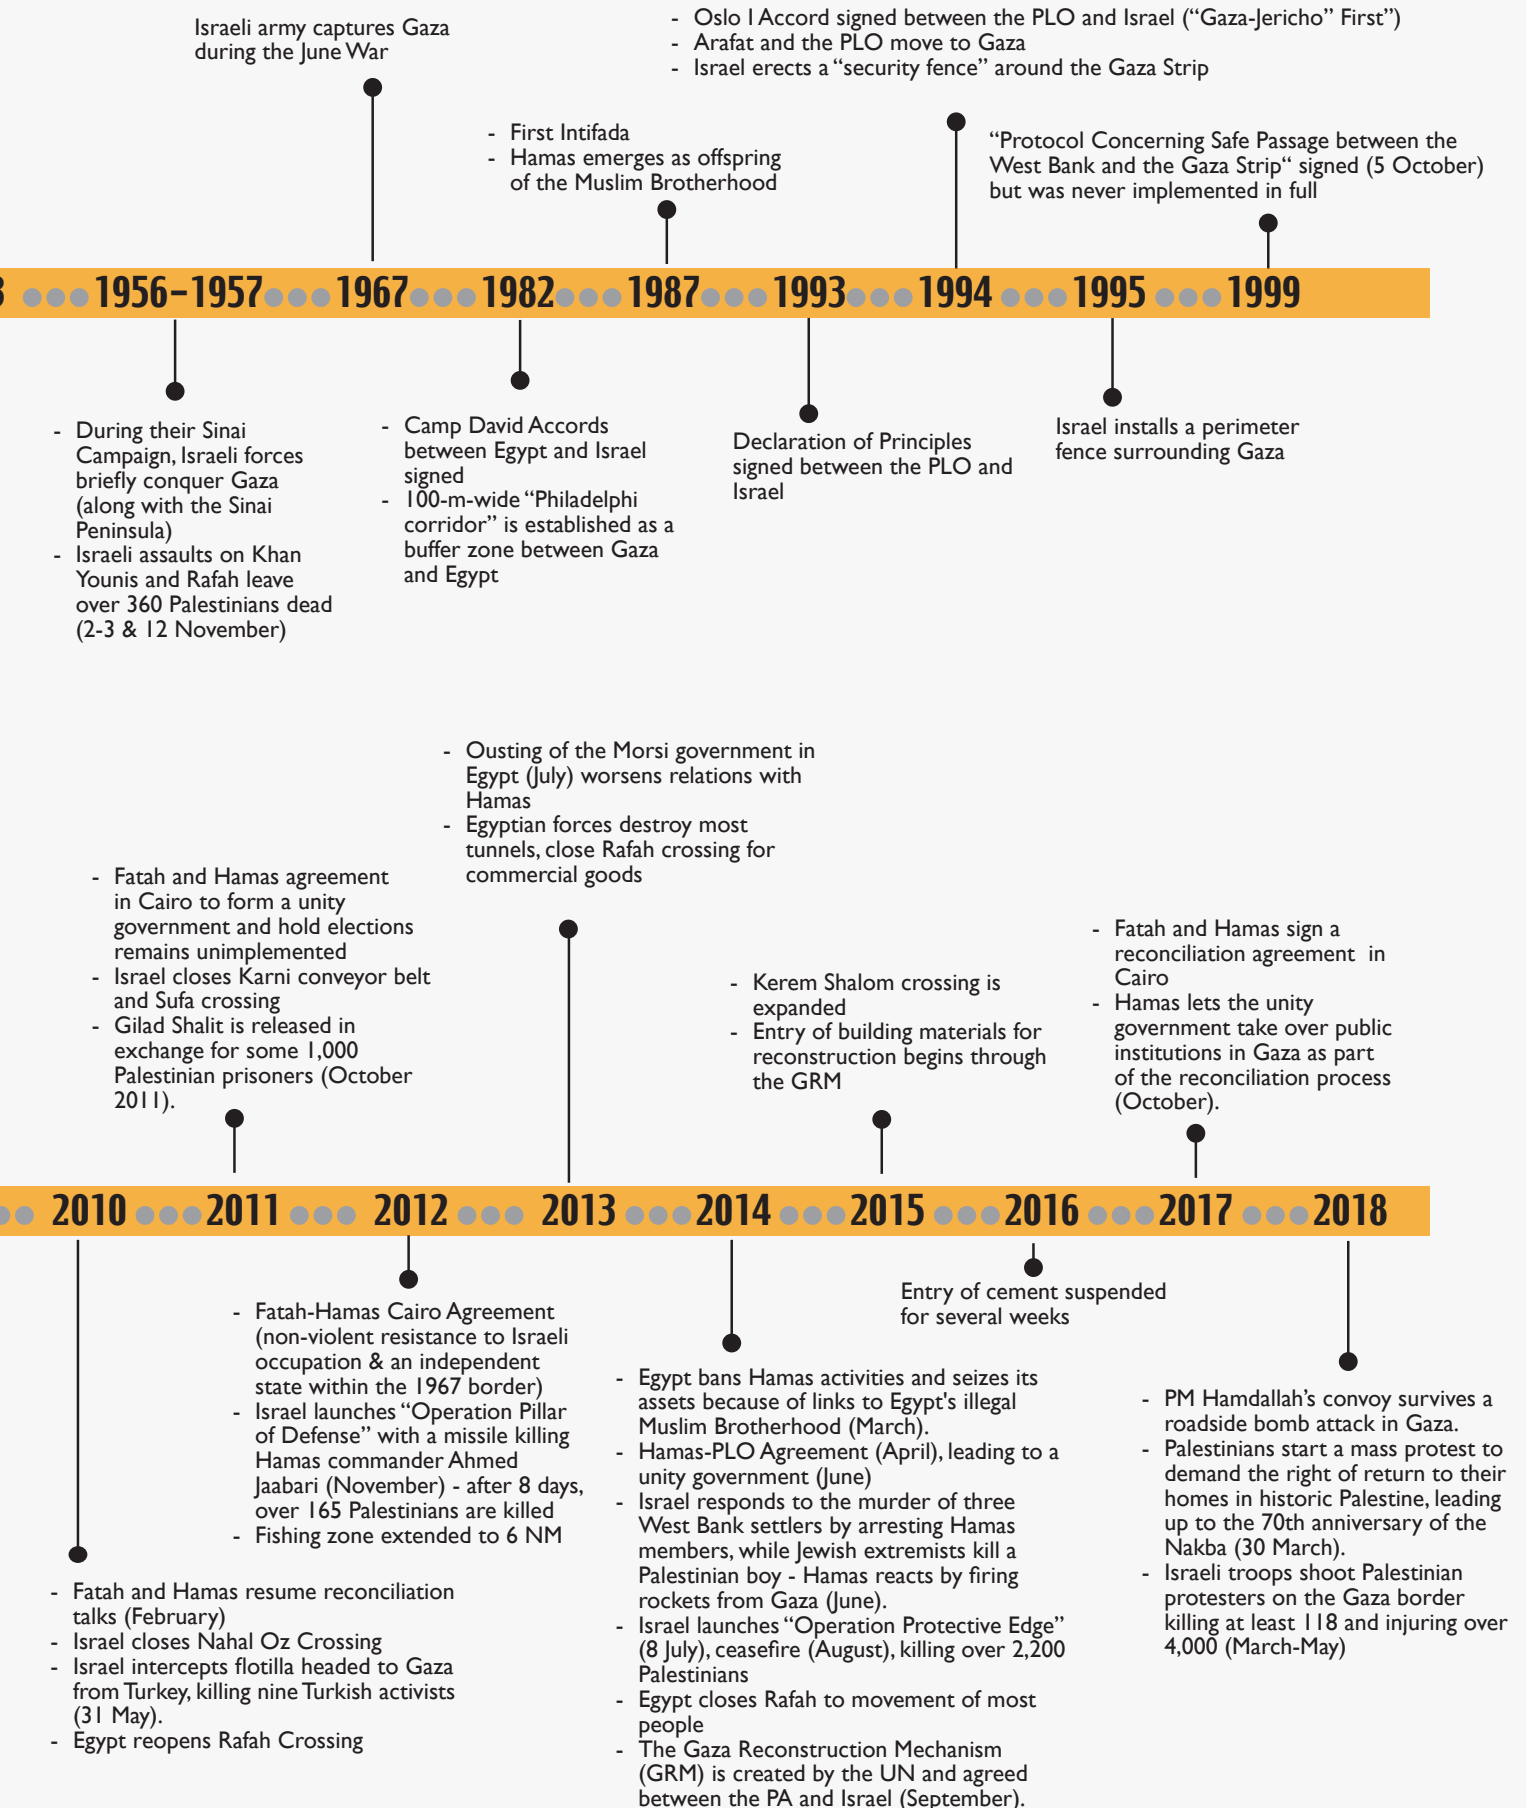 Israeli army captures Gaza
during the June War
- Oslo I Accord signed between the PLO and Israel (“Gaza-Jericho” First”)
- Arafat and the PLO move to Gaza
- Israel erects a “security fence” around the Gaza Strip
- First Intifada
- Hamas emerges as offspring
of the Muslim Brotherhood
“Protocol Concerning Safe Passage between the
West Bank and the Gaza Strip“ signed (5 October)
but was never implemented in full
1956–1957 1967 1982 1987 1993 1994 1995 1999
- During their Sinai
Campaign, Israeli forces
briefly conquer Gaza
(along with the Sinai
Peninsula)
- Israeli assaults on Khan
Younis and Rafah leave
over 360 Palestinians dead
(2-3 & 12 November)
- Camp David Accords
between Egypt and Israel
signed
- 100-m-wide “Philadelphi
corridor” is established as a
buffer zone between Gaza
and Egypt
Declaration of Principles
signed between the PLO and
Israel
Israel installs a perimeter
fence surrounding Gaza
- Fatah and Hamas agreement
in Cairo to form a unity
government and hold elections
remains unimplemented
- Israel closes Karni conveyor belt
and Sufa crossing
- Gilad Shalit is released in
exchange for some 1,000
Palestinian prisoners (October
2011).
- Ousting of the Morsi government in
Egypt (July) worsens relations with
Hamas
- Egyptian forces destroy most
tunnels, close Rafah crossing for
commercial goods
- Kerem Shalom crossing is
expanded
- Entry of building materials for
reconstruction begins through
the GRM
- Fatah and Hamas sign a
reconciliation agreement in
Cairo
- Hamas lets the unity
government take over public
institutions in Gaza as part
of the reconciliation process
(October).
2010 2011 2012 2013 2014 2015 2016 2017 2018
- Fatah and Hamas resume reconciliation
talks (February)
- Israel closes Nahal Oz Crossing
- Israel intercepts flotilla headed to Gaza
from Turkey, killing nine Turkish activists
(31 May).
- Egypt reopens Rafah Crossing
- Fatah-Hamas Cairo Agreement
(non-violent resistance to Israeli
occupation & an independent
state within the 1967 border)
- Israel launches “Operation Pillar
of Defense” with a missile killing
Hamas commander Ahmed
Jaabari (November) - after 8 days,
over 165 Palestinians are killed
- Fishing zone extended to 6 NM
- Egypt bans Hamas activities and seizes its
assets because of links to Egypt's illegal
Muslim Brotherhood (March).
- Hamas-PLO Agreement (April), leading to a
unity government (June)
- Israel responds to the murder of three
West Bank settlers by arresting Hamas
members, while Jewish extremists kill a
Palestinian boy - Hamas reacts by firing
rockets from Gaza (June).
- Israel launches “Operation Protective Edge”
(8 July), ceasefire (August), killing over 2,200
Palestinians
- Egypt closes Rafah to movement of most
people
- The Gaza Reconstruction Mechanism
(GRM) is created by the UN and agreed
between the PA and Israel (September).
Entry of cement suspended
for several weeks
- PM Hamdallah’s convoy survives a
roadside bomb attack in Gaza.
- Palestinians start a mass protest to
demand the right of return to their
homes in historic Palestine, leading
up to the 70th anniversary of the
Nakba (30 March).
- Israeli troops shoot Palestinian
protesters on the Gaza border
killing at least 118 and injuring over
4,000 (March-May)